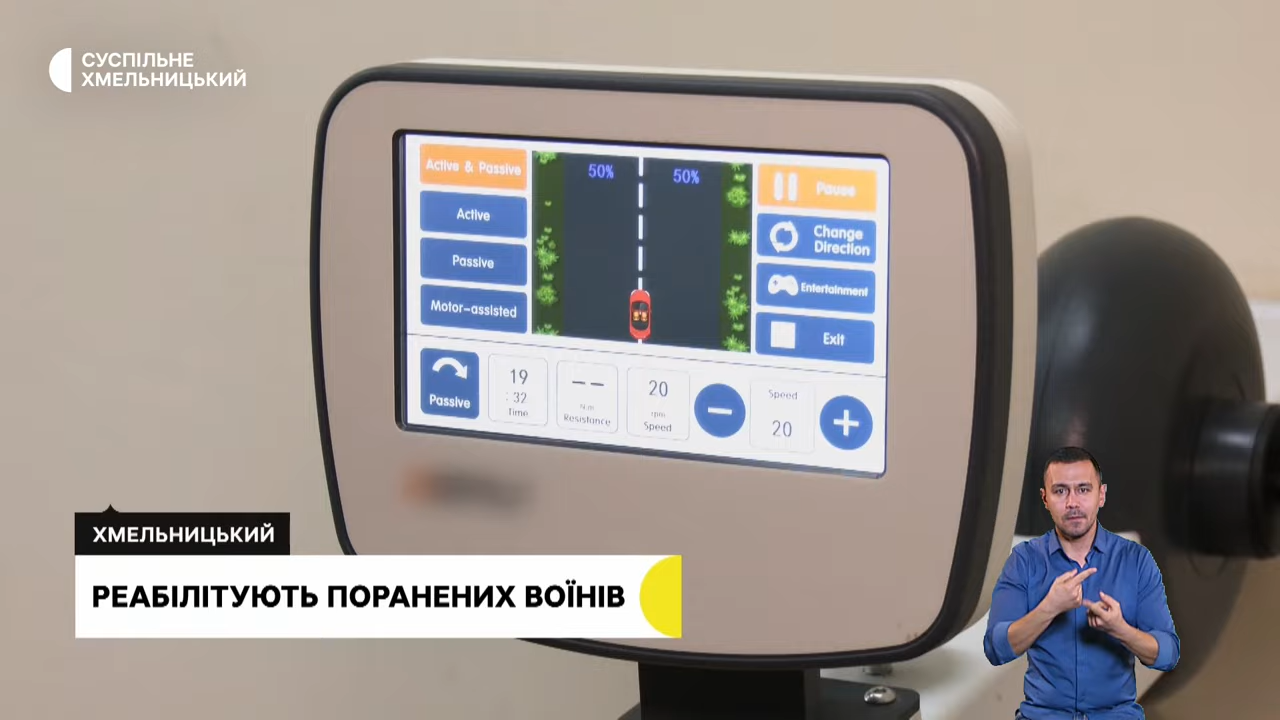 СУСПІЛЬНЕ
ХМЕЛЬНИЦЬКИЙ
Active & Passive
Active
Passive
Motor-assisted
50%
50%
Pause
Change
Direction
Entertainment
Exit
Passive
19
: 32
Time
--
N.m
Resistance
20
rpm
Speed
−
Speed
20
+
ХМЕЛЬНИЦЬКИЙ
РЕАБІЛІТУЮТЬ ПОРАНЕНИХ ВОЇНІВ